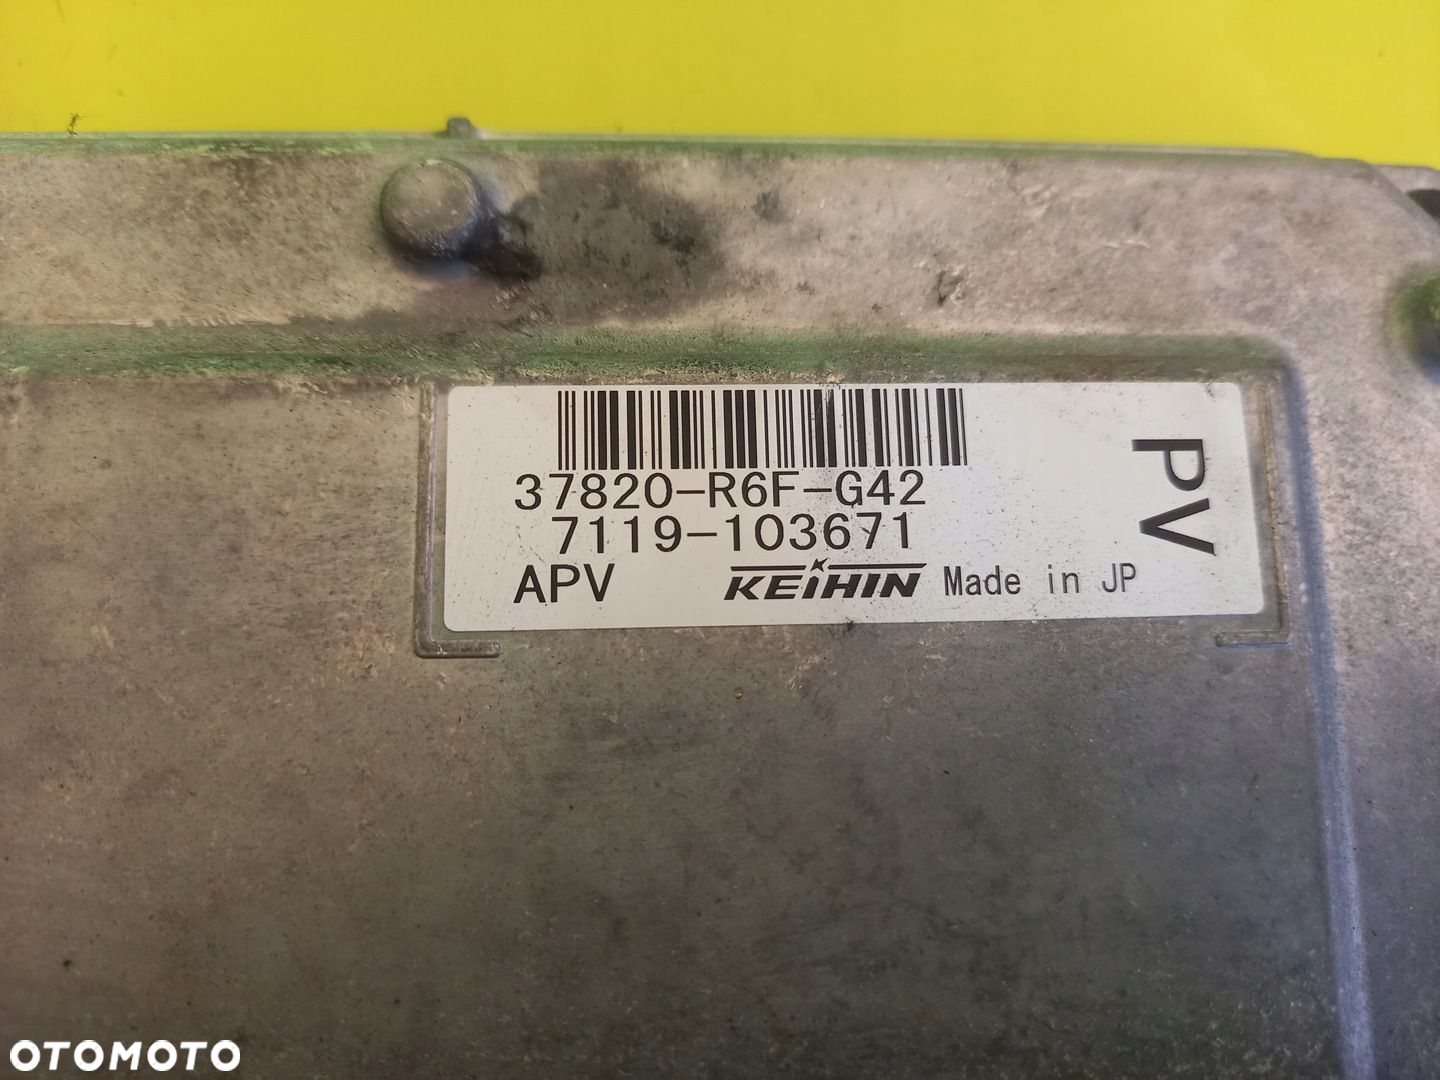 37820-R6F-G42
7119-103671
APV KEIHIN Made in JP
PV
OTOMOTO